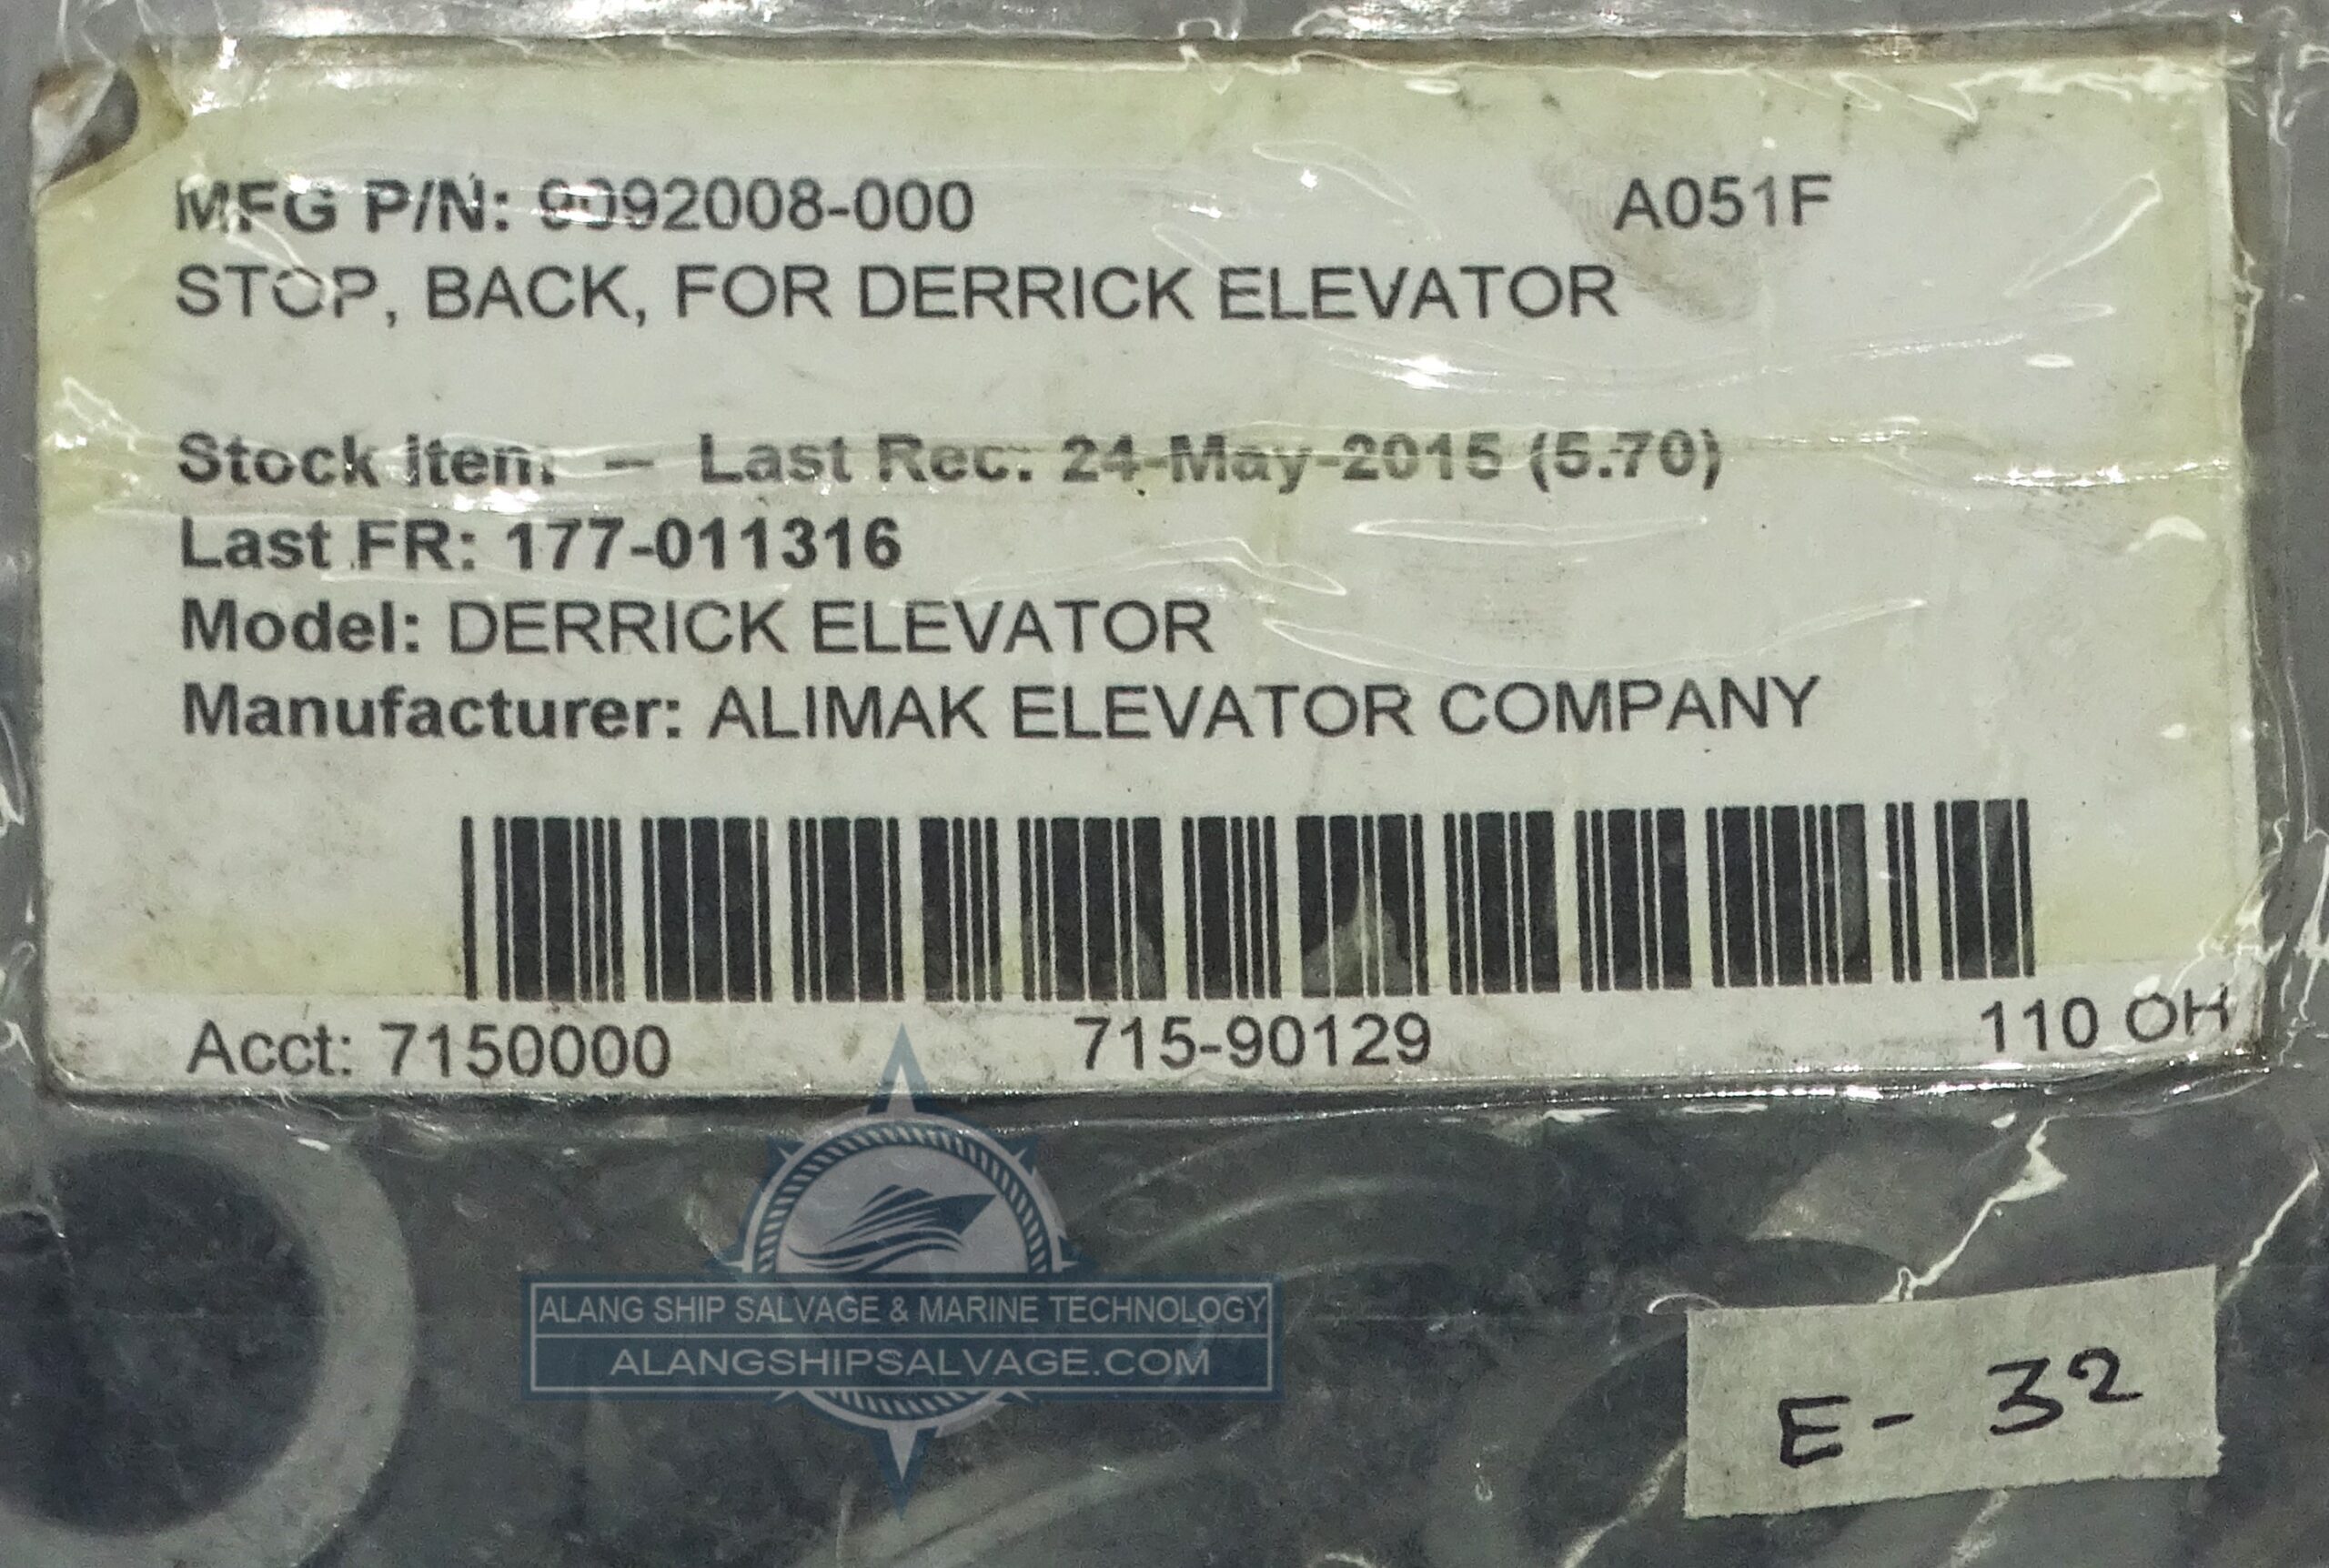 MFG P/N: 9092008-000 A051F
STOP, BACK, FOR DERRICK ELEVATOR
Stock Item – Last Rec. 24-May-2015 (5.70)
Last FR: 177-011316
Model: DERRICK ELEVATOR
Manufacturer: ALIMAK ELEVATOR COMPANY
Acct: 7150000 715-90129 110 OH
ALANG SHIP SALVAGE & MARINE TECHNOLOGY
ALANGSHIPSALVAGE.COM
E- 32